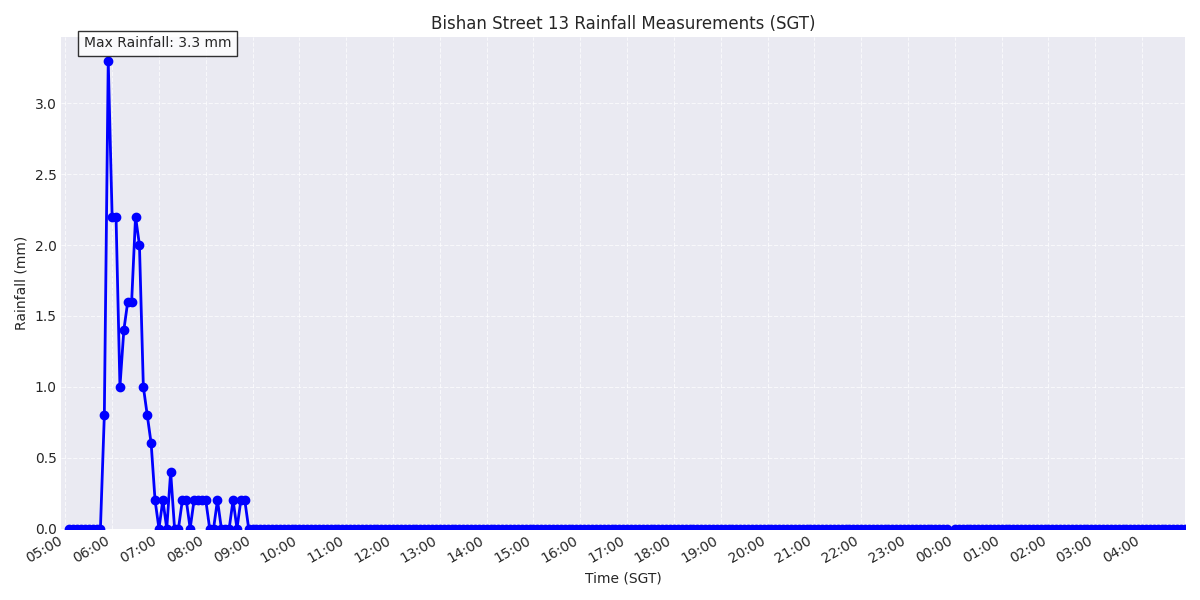 Bishan Street 13 Rainfall Measurements (SGT)
Max Rainfall: 3.3 mm
Rainfall (mm)
3.0
2.5
2.0
1.5
1.0
0.5
0.0
05:00 06:00 07:00 08:00 09:00 10:00 11:00 12:00 13:00 14:00 15:00 16:00 17:00 18:00 19:00 20:00 21:00 22:00 23:00 00:00 01:00 02:00 03:00 04:00
Time (SGT)